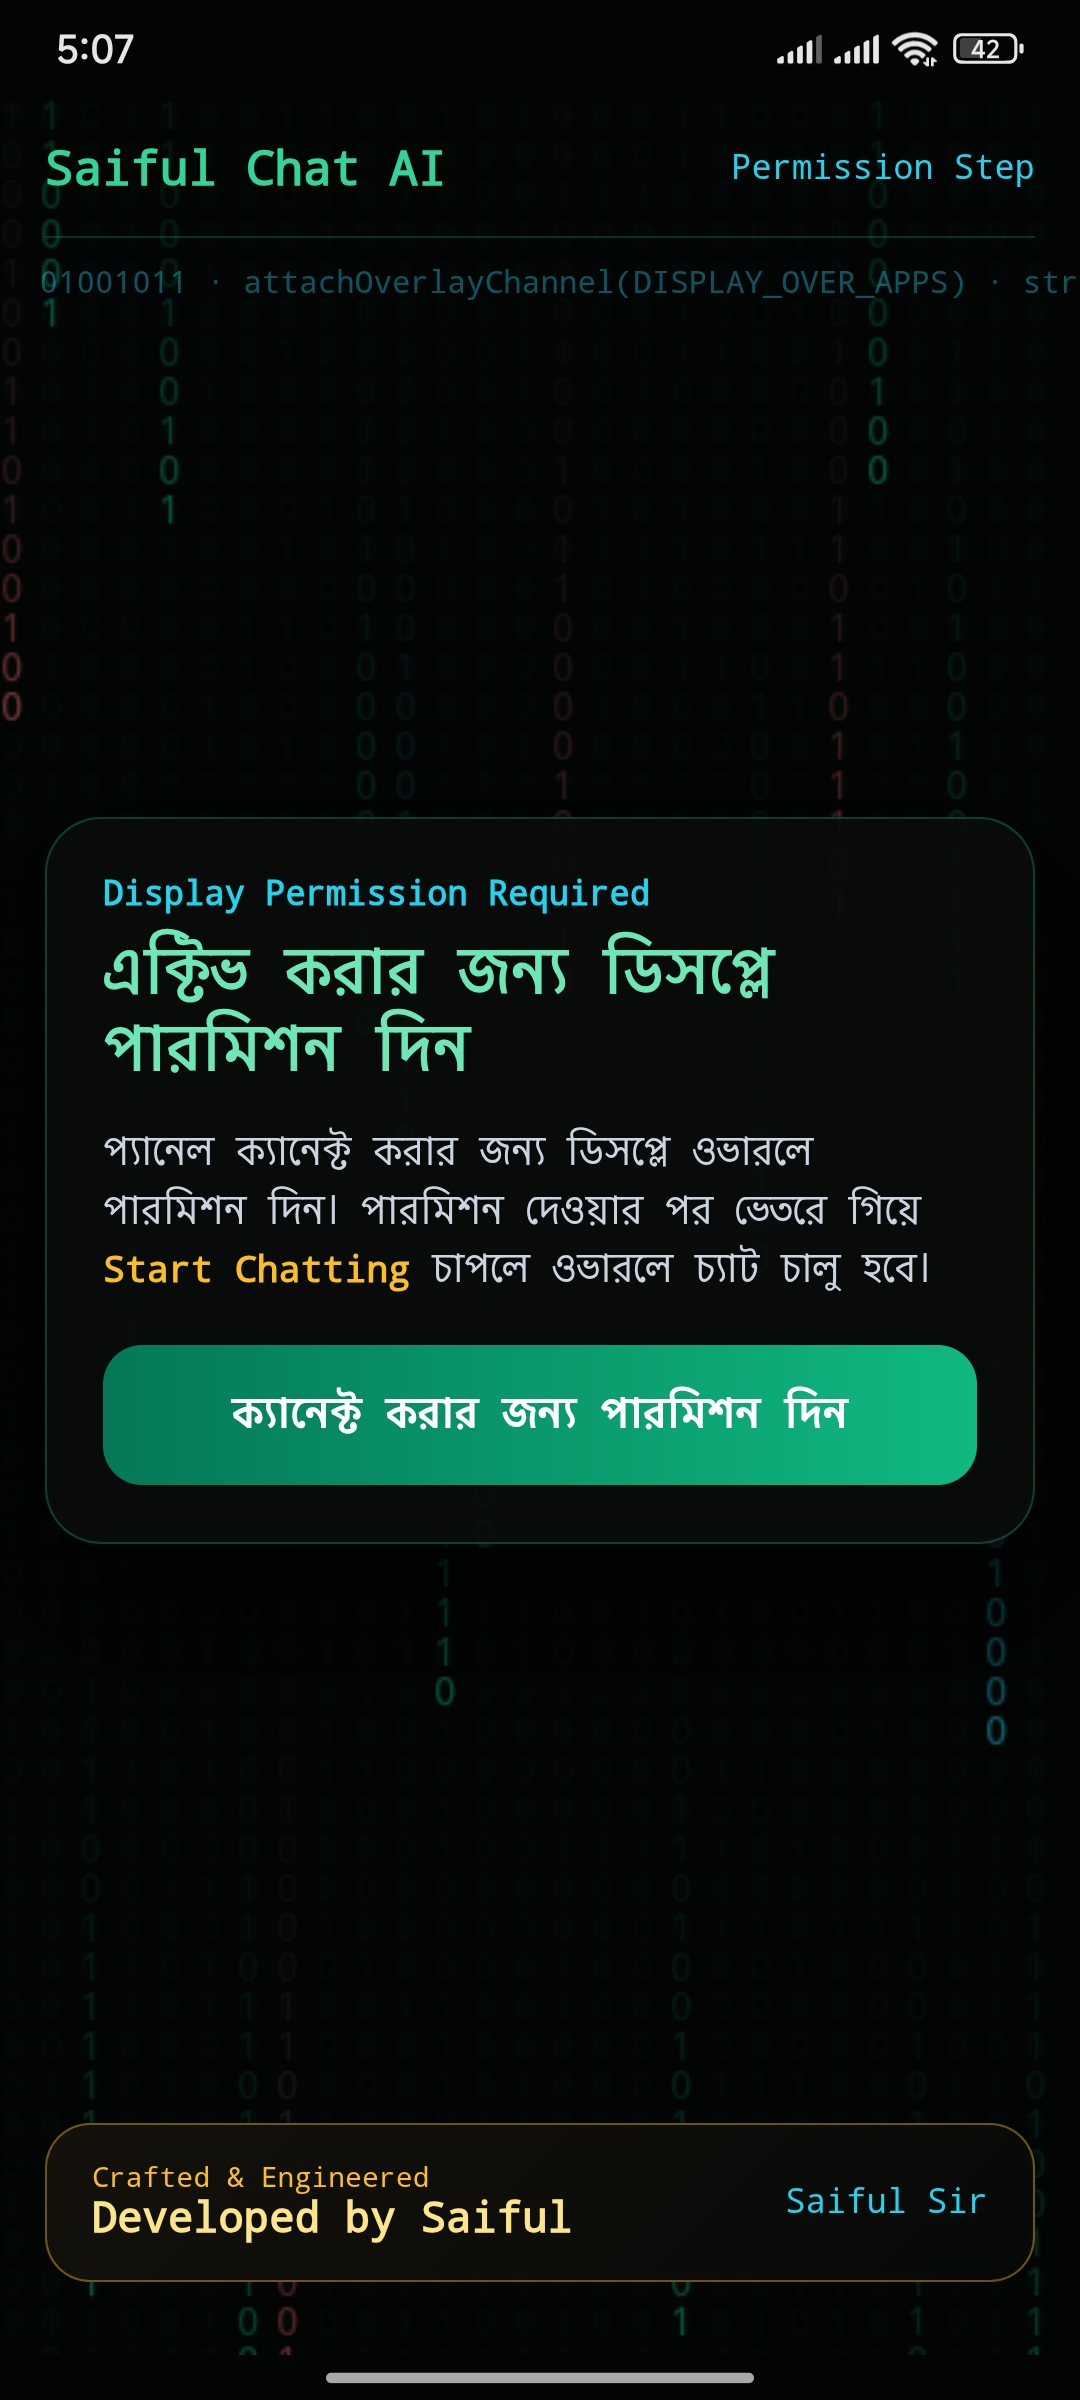 5:07
42
Saiful Chat AI
Permission Step
01001011 · attachOverlayChannel(DISPLAY_OVER_APPS) · str
Display Permission Required
এক্টিভ করার জন্য ডিসপ্লে
পারমিশন দিন
প্যানেল ক্যানেক্ট করার জন্য ডিসপ্লে ওভারলে
পারমিশন দিন। পারমিশন দেওয়ার পর ভেতরে গিয়ে
Start Chatting চাপলে ওভারলে চ্যাট চালু হবে।
ক্যানেক্ট করার জন্য পারমিশন দিন
Crafted & Engineered
Developed by Saiful
Saiful Sir